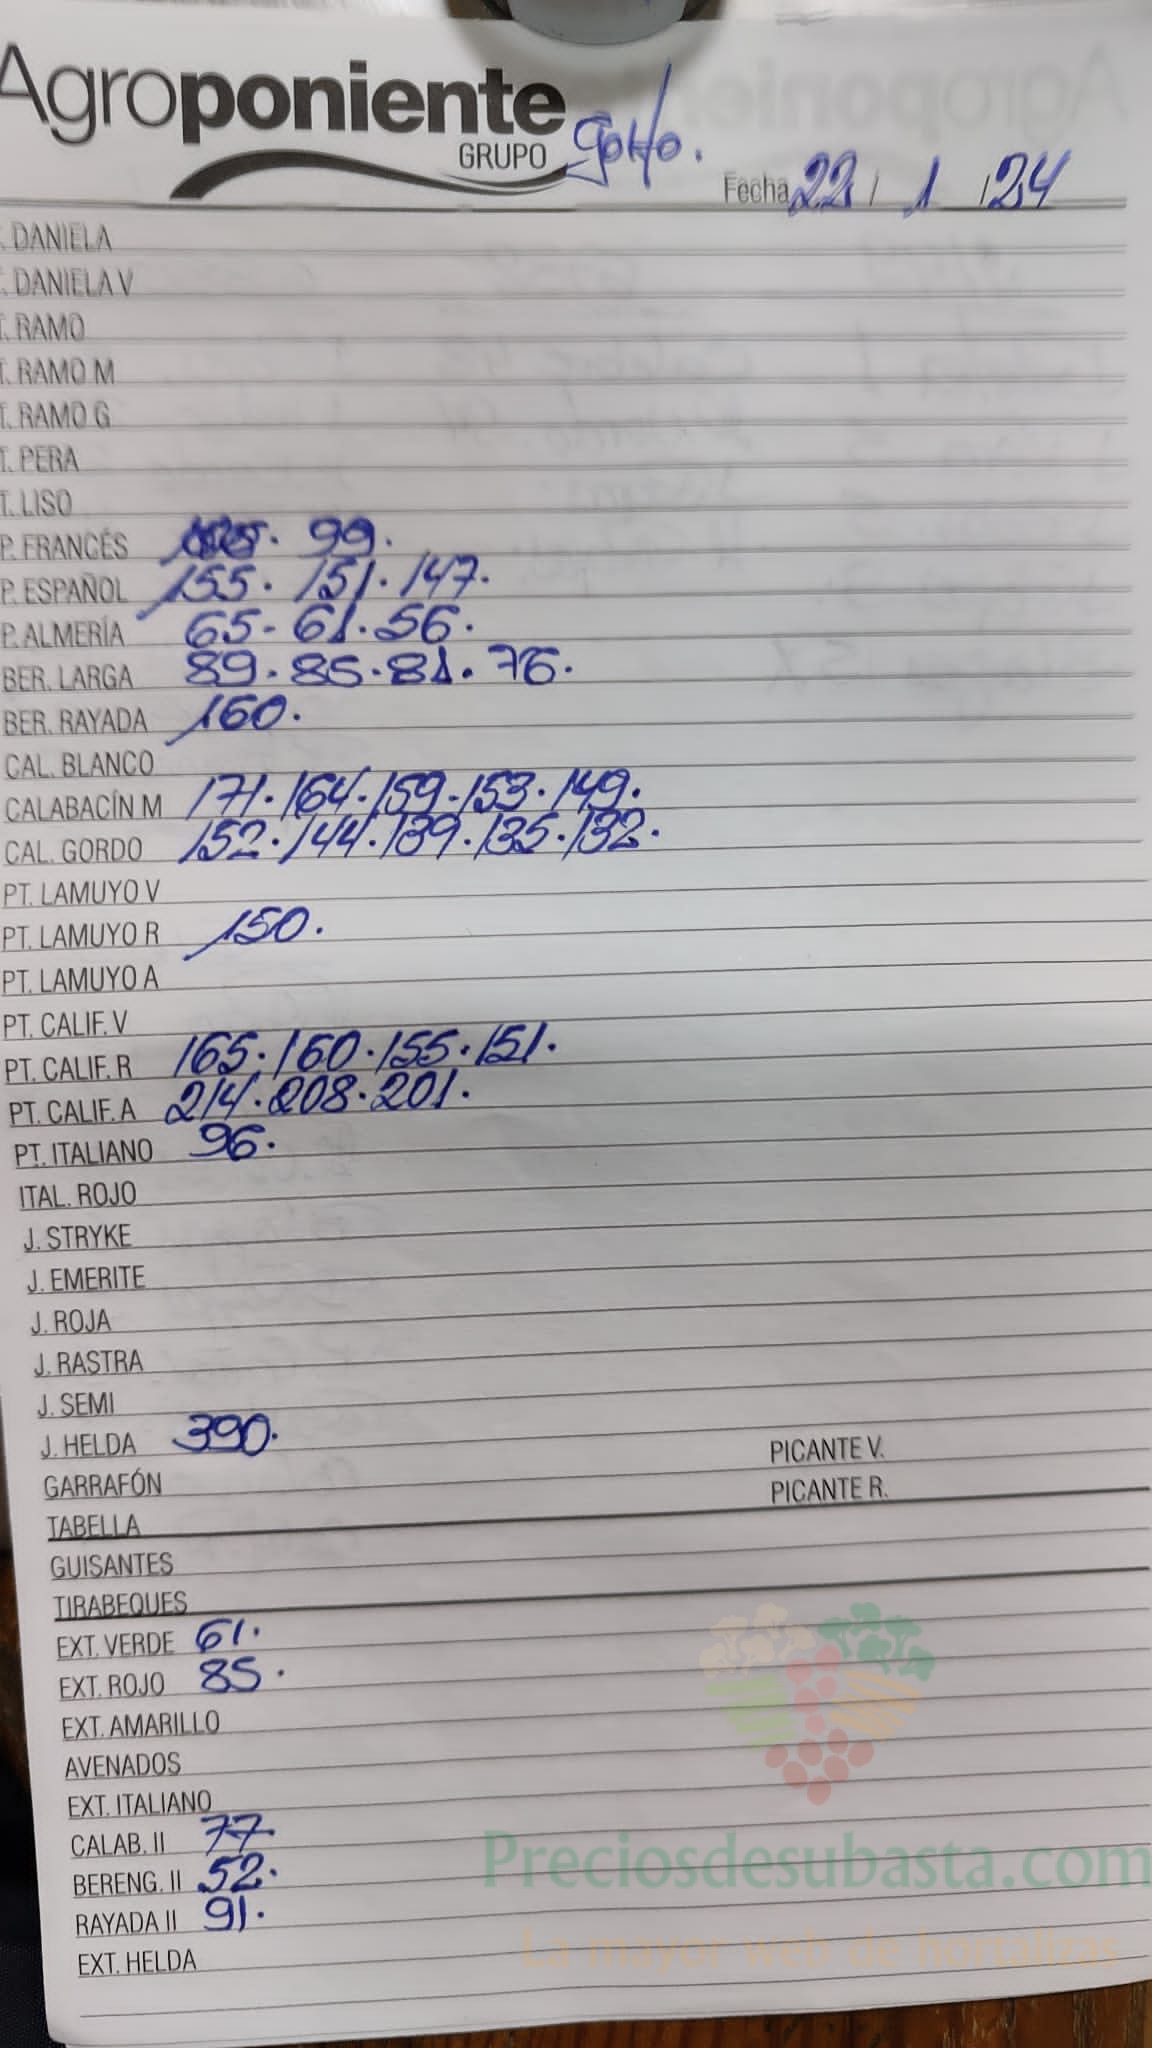 Agroponiente
GRUPO
Fecha 22 / 1 / 24
T. DANIELA
T. DANIELA V
T. RAMO
T. RAMO M
T. RAMO G
T. PERA
T. LISO
P. FRANCÉS 99.
P. ESPAÑOL 155. 151. 147.
P. ALMERÍA 65. 61. 56.
BER. LARGA 89. 85. 81. 76.
BER. RAYADA 160.
CAL. BLANCO
CALABACÍN M 171. 164. 159. 153. 149.
CAL. GORDO 152. 144. 139. 135. 132.
PT. LAMUYO V
PT. LAMUYO R 150.
PT. LAMUYO A
PT. CALIF. V
PT. CALIF. R 165. 160. 155. 151.
PT. CALIF. A 214. 208. 201.
PT. ITALIANO 96.
ITAL. ROJO
J. STRYKE
J. EMERITE
J. ROJA
J. RASTRA
J. SEMI
J. HELDA 390.
PICANTE V.
GARRAFÓN
PICANTE R.
TABELLA
GUISANTES
TIRABEQUES
EXT. VERDE 61.
EXT. ROJO 85.
EXT. AMARILLO
AVENADOS
EXT. ITALIANO
CALAB. II 77
BERENG. II 52.
RAYADA II 91.
EXT. HELDA
Preciosdesubasta.com
La mayor web de hortalizas